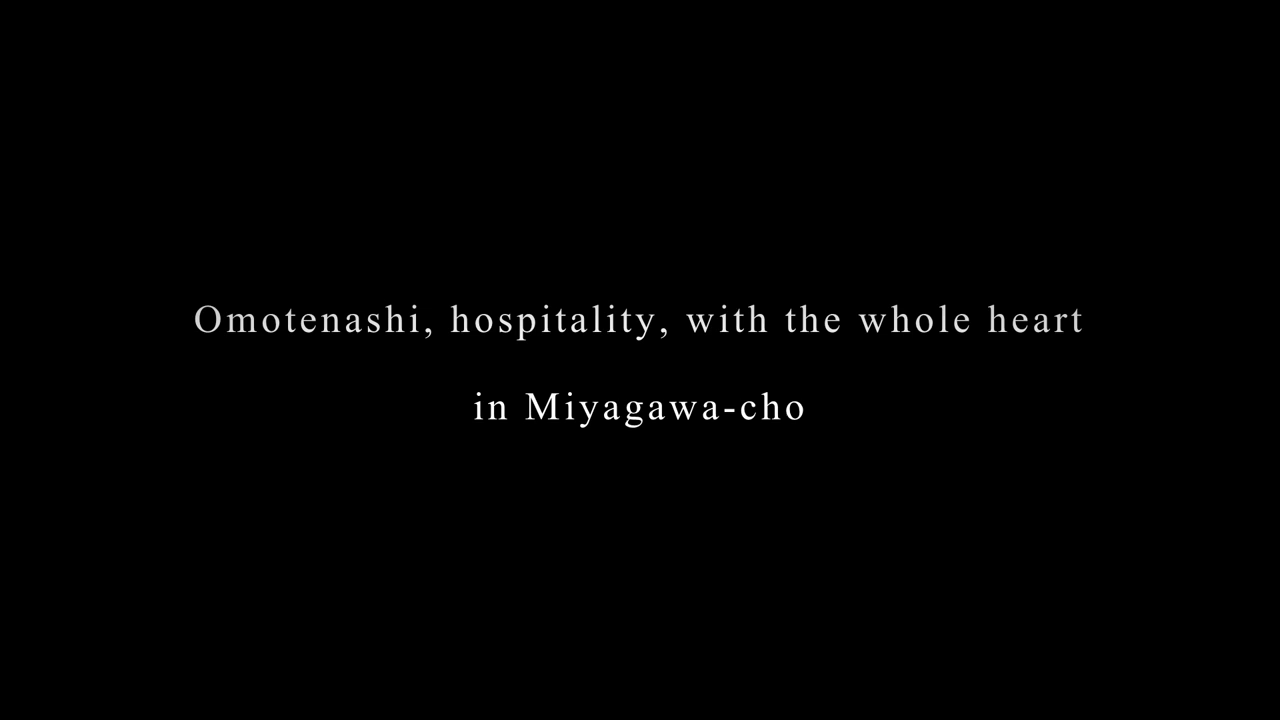 Omotenashi, hospitality, with the whole heart
in Miyagawa-cho